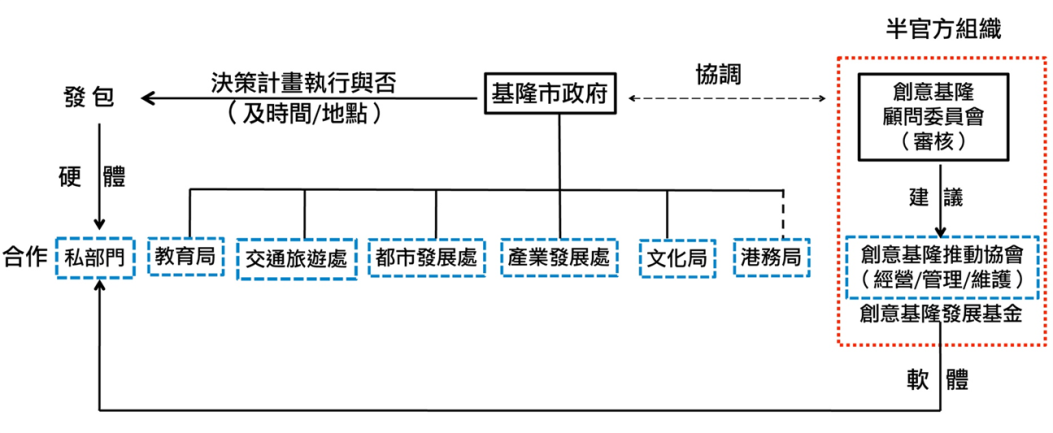 半官方組織
決策計畫執行與否
（及時間/地點）
發包
基隆市政府
協調
創意基隆
顧問委員會
（審核）
硬 體
建 議
合作
私部門
教育局
交通旅遊處
都市發展處
產業發展處
文化局
港務局
創意基隆推動協會
（經營/管理/維護）
創意基隆發展基金
軟 體